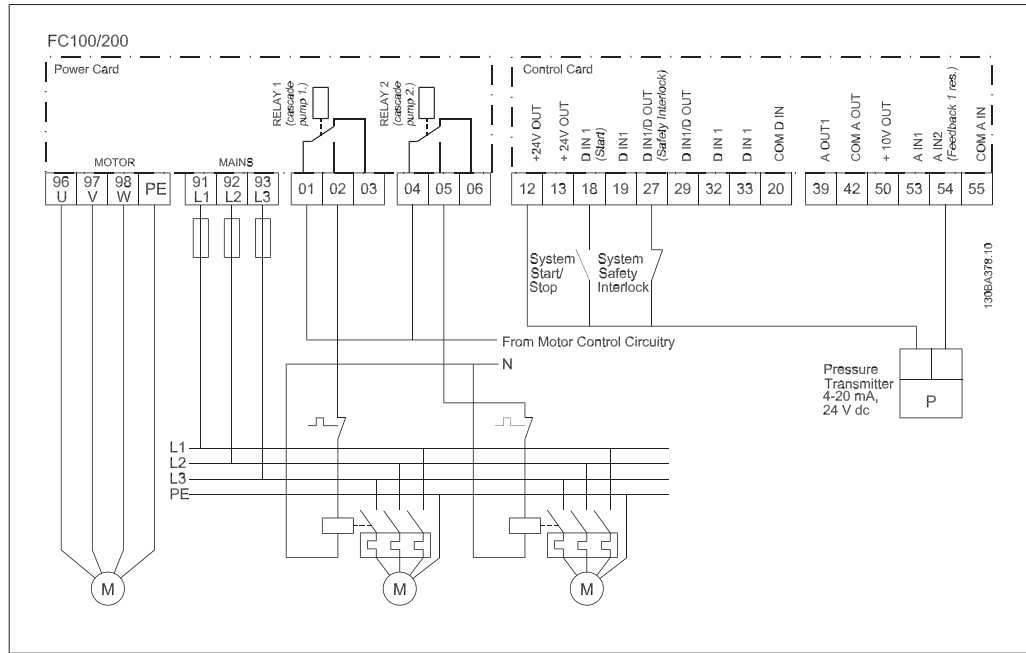 FC100/200
Power Card
Control Card
RELAY 1
(cascade
pump 1.)
RELAY 2
(cascade
pump 2.)
+24V OUT
+ 24V OUT
D IN 1
(Start)
D IN1
D IN1/D OUT
(Safety Interlock)
D IN1/D OUT
D IN 1
D IN 1
COM D IN
A OUT1
COM A OUT
+ 10V OUT
A IN1
A IN2
(Feedback 1 res.)
COM A IN
MOTOR
MAINS
96 97 98 PE 91 92 93 01 02 03 04 05 06 12 13 18 19 27 29 32 33 20 39 42 50 53 54 55
U V W L1 L2 L3
System
Start/
Stop
System
Safety
Interlock
130BA378.10
From Motor Control Circuitry
N
Pressure
Transmitter
4-20 mA,
24 V dc
P
L1
L2
L3
PE
M M M